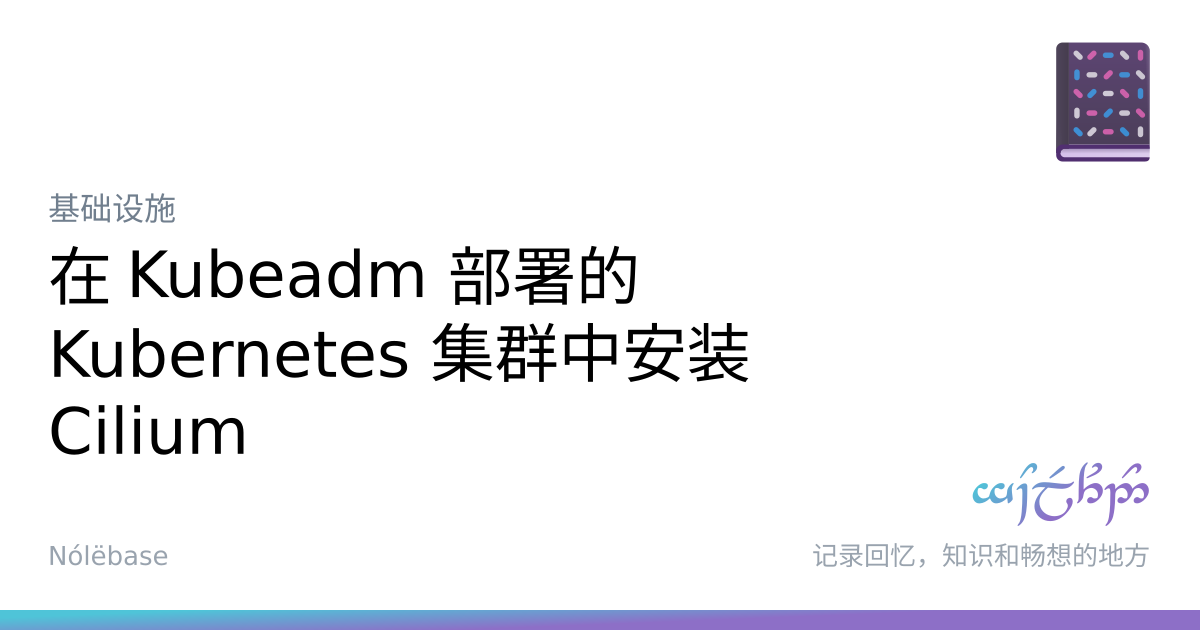 基础设施
在 Kubeadm 部署的
Kubernetes 集群中安装
Cilium
Nólëbase
记录回忆，知识和畅想的地方